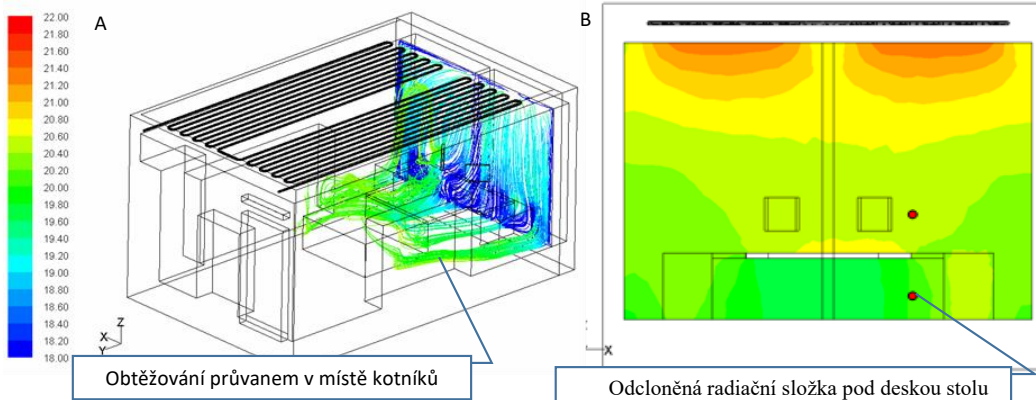 22.00
21.80
21.60
21.40
21.20
21.00
20.80
20.60
20.40
20.20
20.00
19.80
19.60
19.40
19.20
19.00
18.80
18.60
18.40
18.20
18.00
A
Z
X
Y
Obtěžování průvanem v místě kotníků
B
X
Odcloněná radiační složka pod deskou stolu